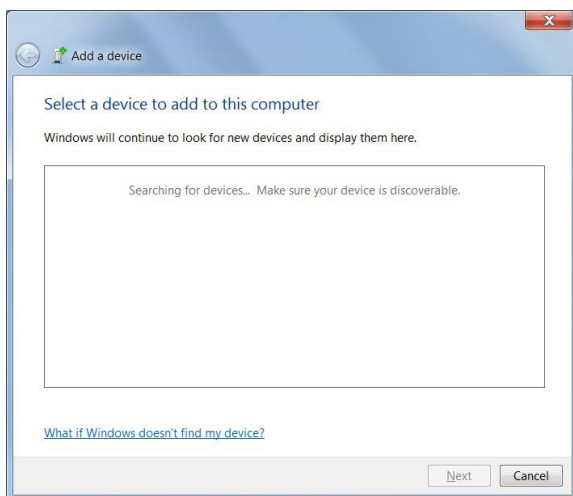 Add a device
Select a device to add to this computer
Windows will continue to look for new devices and display them here.
Searching for devices... Make sure your device is discoverable.
What if Windows doesn't find my device?
Next Cancel